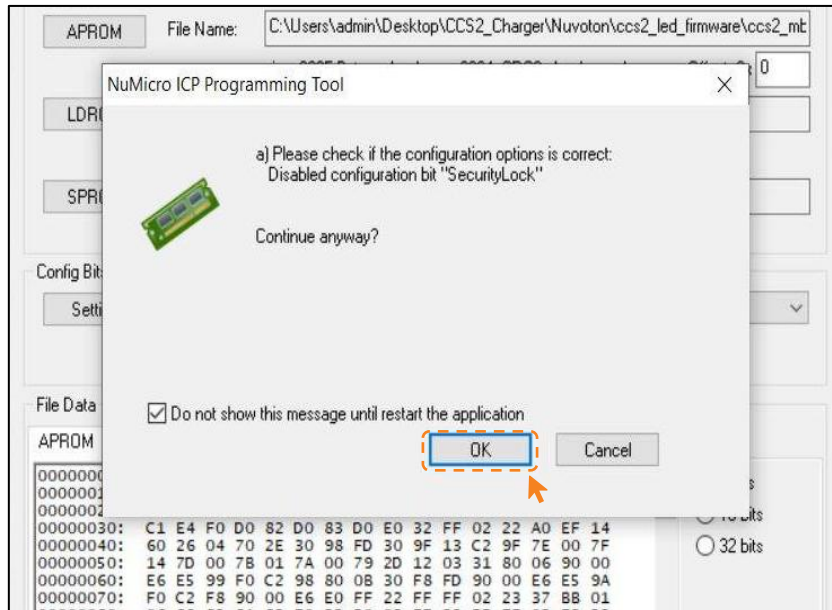 APROM File Name: C:\Users\admin\Desktop\CCS2_Charger\Nuvoton\ccs2_led_firmware\ccs2_mb
0
NuMicro ICP Programming Tool
LDR
a) Please check if the configuration options is correct:
Disabled configuration bit "SecurityLock"
SPR
Continue anyway?
Config Bit
Setti
File Data
Do not show this message until restart the application
APROM
OK Cancel
0000000
0000001
0000002
00000030: C1 E4 F0 D0 82 D0 83 D0 E0 32 FF 02 22 A0 EF 14
00000040: 60 26 04 70 2E 30 98 FD 30 9F 13 C2 9F 7E 00 7F
32 bits
00000050: 14 7D 00 7B 01 7A 00 79 2D 12 03 31 80 06 90 00
00000060: E6 E5 99 F0 C2 98 80 0B 30 F8 FD 90 00 E6 E5 9A
00000070: F0 C2 F8 90 00 E6 E0 FF 22 FF FF 02 23 37 BB 01